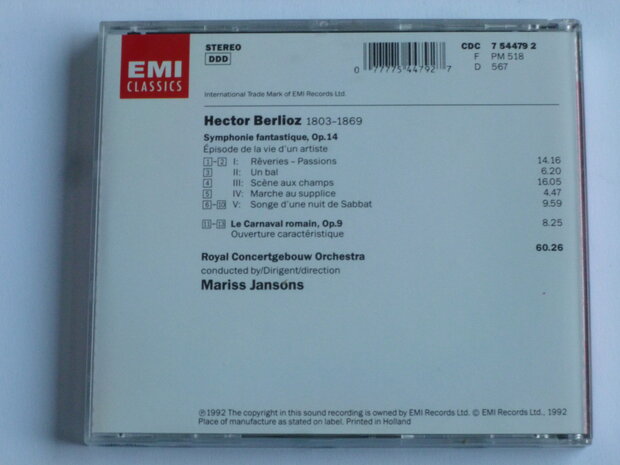 EMI
CLASSICS
STEREO
DDD
CDC 7 54479 2
F PM 518
D 567
0 77775 44792 7
International Trade Mark of EMI Records Ltd.
Hector Berlioz 1803–1869
Symphonie fantastique, Op.14
Épisode de la vie d'un artiste
1–2 I: Rêveries – Passions 14.16
3 II: Un bal 6.20
4 III: Scène aux champs 16.05
5 IV: Marche au supplice 4.47
6–10 V: Songe d'une nuit de Sabbat 9.59
11–13 Le Carnaval romain, Op.9 8.25
Ouverture caractéristique
60.26
Royal Concertgebouw Orchestra
conducted by/Dirigent/direction
Mariss Jansons
℗ 1992 The copyright in this sound recording is owned by EMI Records Ltd. © EMI Records Ltd., 1992
Place of manufacture as stated on label. Printed in Holland